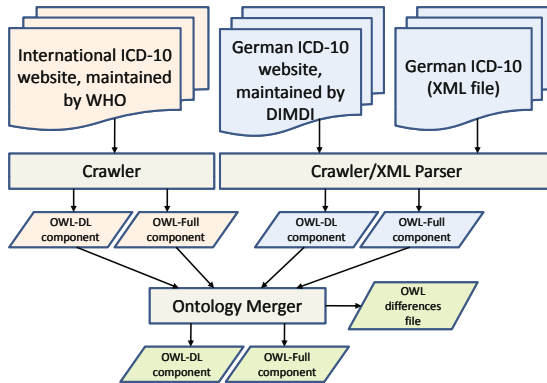 International ICD-10
website, maintained
by WHO
German ICD-10
website,
maintained by
DIMDI
German ICD-10
(XML file)
Crawler
Crawler/XML Parser
OWL-DL
component
OWL-Full
component
OWL-DL
component
OWL-Full
component
Ontology Merger
OWL
differences
file
OWL-DL
component
OWL-Full
component